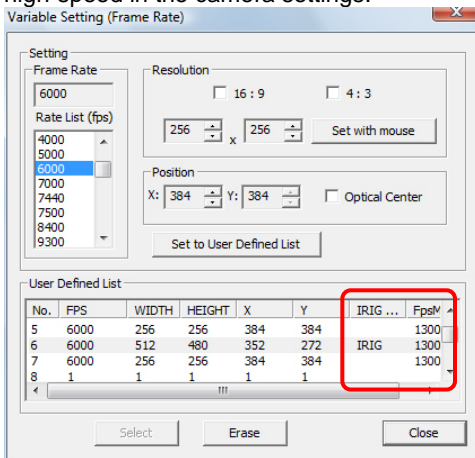 high speed in the camera settings.
Variable Setting (Frame Rate)
Setting
Frame Rate
6000
Rate List (fps)
4000
5000
6000
7000
7440
7500
8400
9300
Resolution
16 : 9
4 : 3
256 x 256
Set with mouse
Position
X: 384 Y: 384
Optical Center
Set to User Defined List
User Defined List
No. FPS WIDTH HEIGHT X Y IRIG ... FpsM
5 6000 256 256 384 384 1300
6 6000 512 480 352 272 IRIG 1300
7 6000 256 256 384 384 1300
8 1 1 1 1 1
Select
Erase
Close